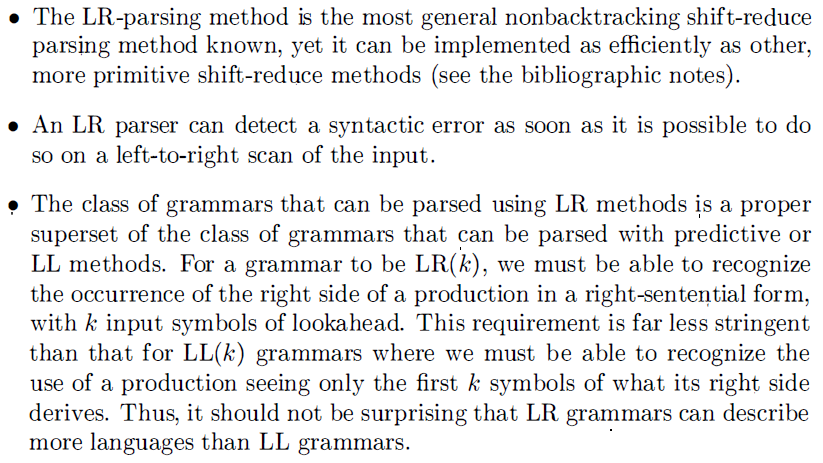 • The LR-parsing method is the most general nonbacktracking shift-reduce
parsing method known, yet it can be implemented as efficiently as other,
more primitive shift-reduce methods (see the bibliographic notes).
• An LR parser can detect a syntactic error as soon as it is possible to do
so on a left-to-right scan of the input.
• The class of grammars that can be parsed using LR methods is a proper
superset of the class of grammars that can be parsed with predictive or
LL methods. For a grammar to be LR(k), we must be able to recognize
the occurrence of the right side of a production in a right-sentential form,
with k input symbols of lookahead. This requirement is far less stringent
than that for LL(k) grammars where we must be able to recognize the
use of a production seeing only the first k symbols of what its right side
derives. Thus, it should not be surprising that LR grammars can describe
more languages than LL grammars.